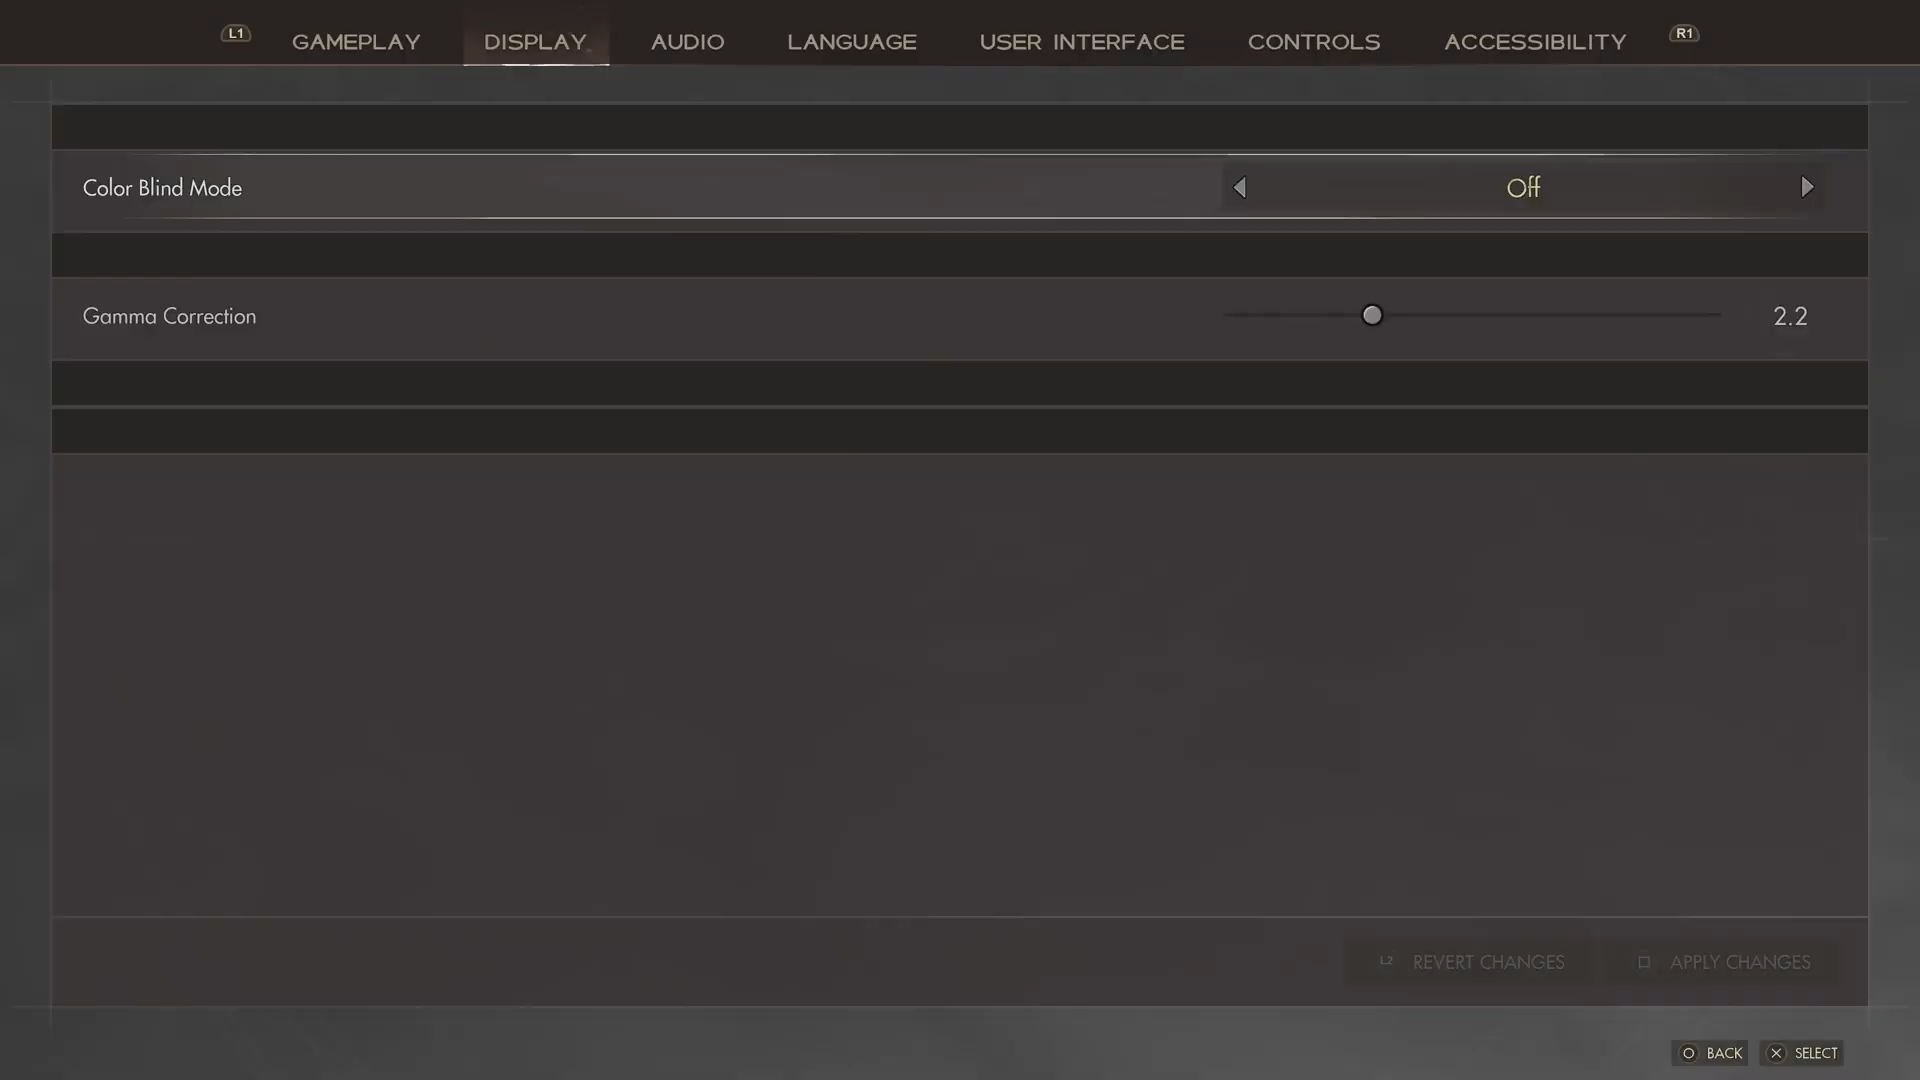 L1 GAMEPLAY DISPLAY AUDIO LANGUAGE USER INTERFACE CONTROLS ACCESSIBILITY R1
Color Blind Mode Off
Gamma Correction 2.2
L2 REVERT CHANGES APPLY CHANGES
BACK SELECT